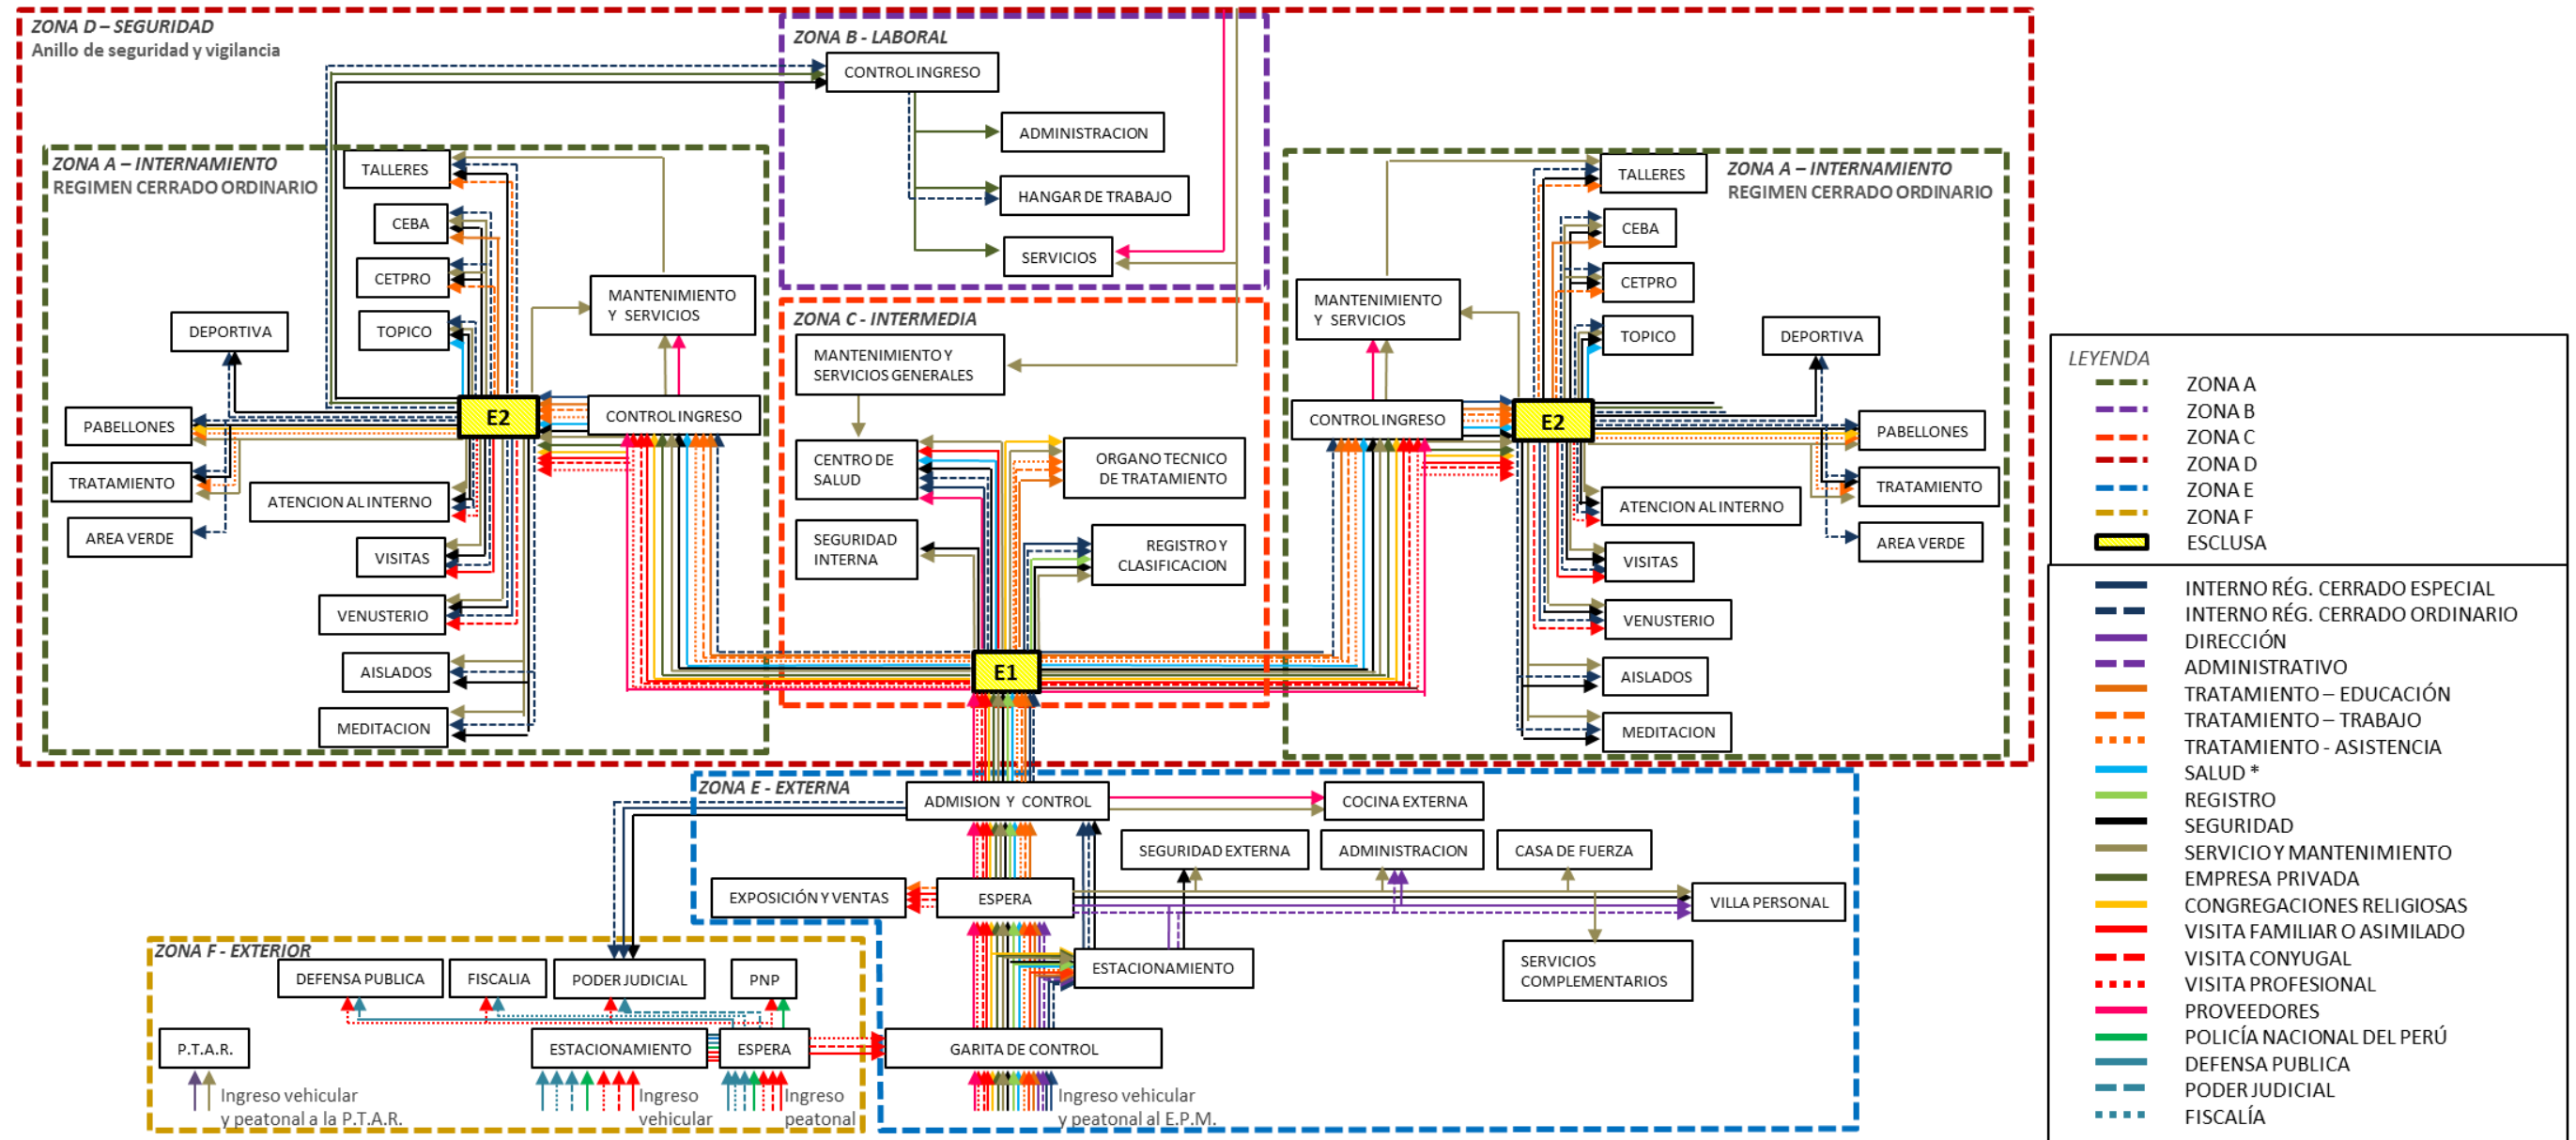 ZONA D – SEGURIDAD
Anillo de seguridad y vigilancia
ZONA B - LABORAL
CONTROL INGRESO
ADMINISTRACION
HANGAR DE TRABAJO
SERVICIOS
ZONA A – INTERNAMIENTO
REGIMEN CERRADO ORDINARIO
TALLERES
CEBA
CETPRO
TOPICO
MANTENIMIENTO
Y SERVICIOS
DEPORTIVA
E2
CONTROL INGRESO
PABELLONES
TRATAMIENTO
AREA VERDE
ATENCION AL INTERNO
VISITAS
VENUSTERIO
AISLADOS
MEDITACION
ZONA C - INTERMEDIA
MANTENIMIENTO Y
SERVICIOS GENERALES
CENTRO DE
SALUD
ORGANO TECNICO
DE TRATAMIENTO
SEGURIDAD
INTERNA
REGISTRO Y
CLASIFICACION
E1
ZONA A – INTERNAMIENTO
REGIMEN CERRADO ORDINARIO
TALLERES
CEBA
CETPRO
TOPICO
MANTENIMIENTO
Y SERVICIOS
DEPORTIVA
CONTROL INGRESO
E2
PABELLONES
TRATAMIENTO
AREA VERDE
ATENCION AL INTERNO
VISITAS
VENUSTERIO
AISLADOS
MEDITACION
ZONA E - EXTERNA
ADMISION Y CONTROL
COCINA EXTERNA
SEGURIDAD EXTERNA
ADMINISTRACION
CASA DE FUERZA
EXPOSICIÓN Y VENTAS
ESPERA
VILLA PERSONAL
ESTACIONAMIENTO
SERVICIOS
COMPLEMENTARIOS
GARITA DE CONTROL
Ingreso vehicular
y peatonal al E.P.M.
ZONA F - EXTERIOR
DEFENSA PUBLICA
FISCALIA
PODER JUDICIAL
PNP
P.T.A.R.
ESTACIONAMIENTO
ESPERA
Ingreso vehicular
y peatonal a la P.T.A.R.
Ingreso
vehicular
Ingreso
peatonal
LEYENDA
ZONA A
ZONA B
ZONA C
ZONA D
ZONA E
ZONA F
ESCLUSA
INTERNO RÉG. CERRADO ESPECIAL
INTERNO RÉG. CERRADO ORDINARIO
DIRECCIÓN
ADMINISTRATIVO
TRATAMIENTO – EDUCACIÓN
TRATAMIENTO – TRABAJO
TRATAMIENTO - ASISTENCIA
SALUD *
REGISTRO
SEGURIDAD
SERVICIO Y MANTENIMIENTO
EMPRESA PRIVADA
CONGREGACIONES RELIGIOSAS
VISITA FAMILIAR O ASIMILADO
VISITA CONYUGAL
VISITA PROFESIONAL
PROVEEDORES
POLICÍA NACIONAL DEL PERÚ
DEFENSA PUBLICA
PODER JUDICIAL
FISCALÍA